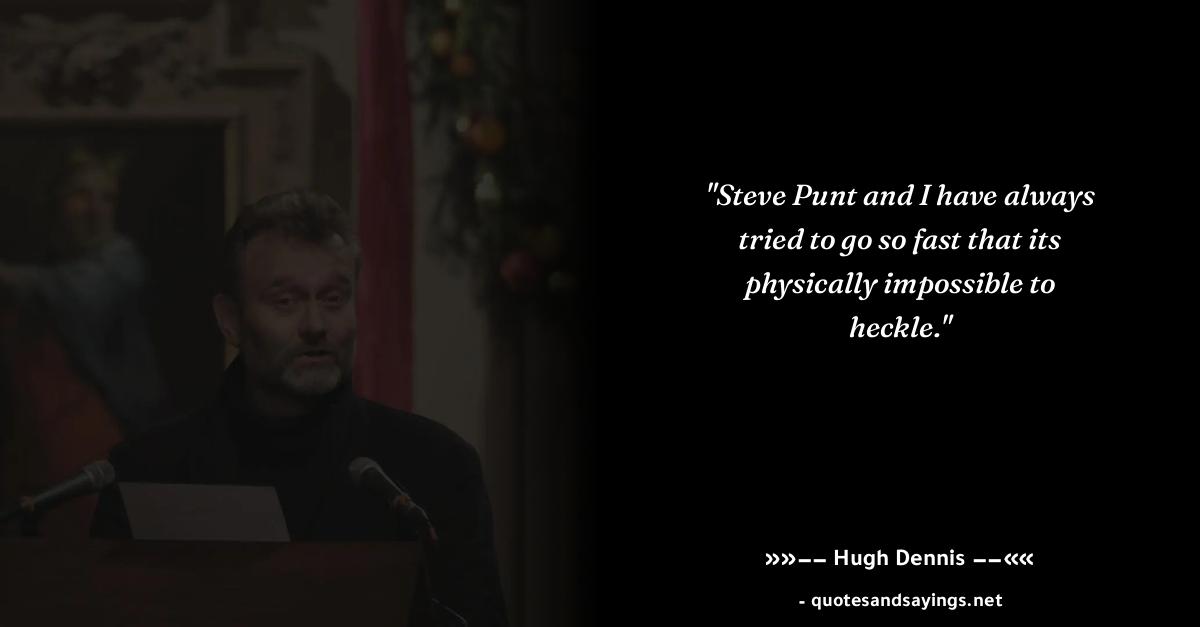 "Steve Punt and I have always
tried to go so fast that its
physically impossible to
heckle."
»»–– Hugh Dennis ––««
- quotesandsayings.net